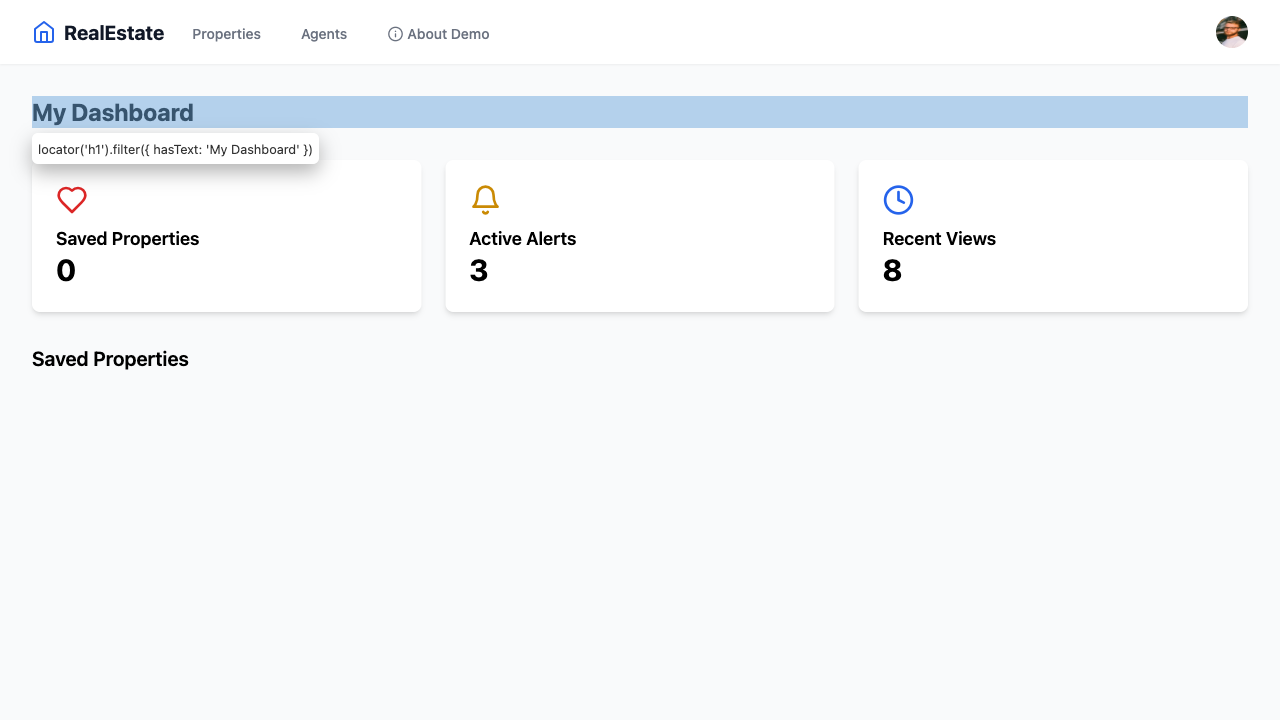 RealEstate
Properties
Agents
About Demo
My Dashboard
locator('h1').filter({ hasText: 'My Dashboard' })
Saved Properties
0
Active Alerts
3
Recent Views
8
Saved Properties